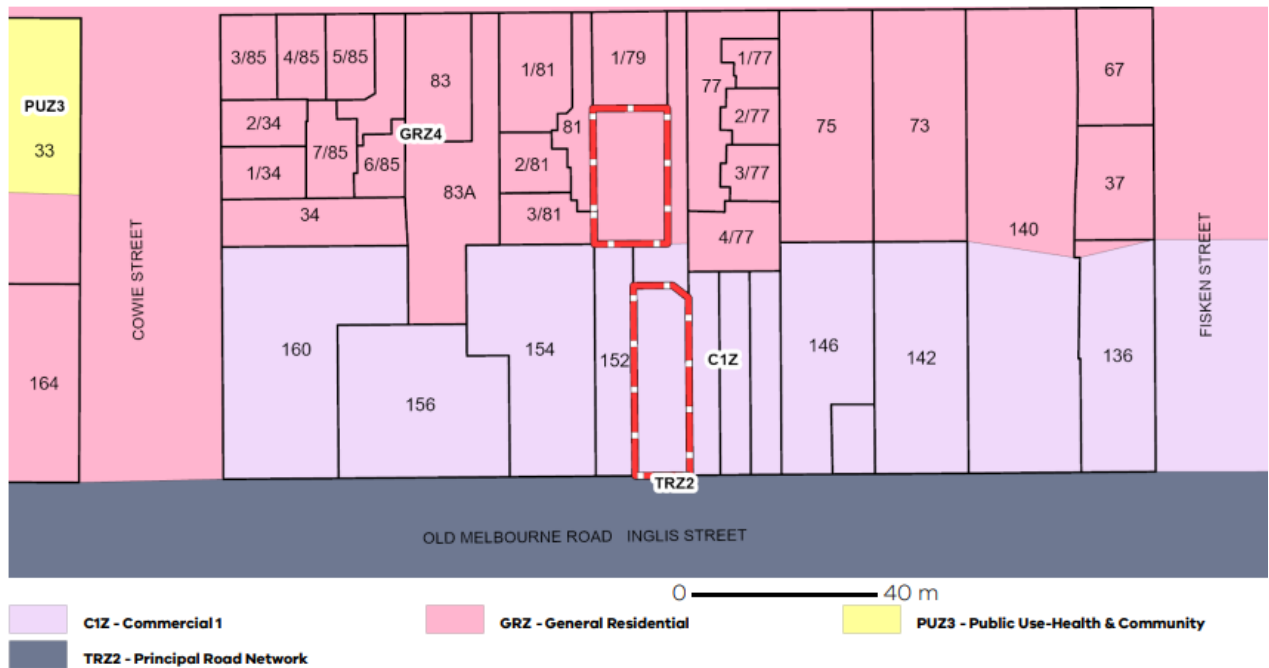 3/85 4/85 5/85 83 1/81 1/79 77 1/77 67
PUZ3
2/34 GRZ4 81 2/77 75 73
33 7/85 6/85 2/81 3/77 37
1/34 83A
34 3/81 4/77 140
COWIE STREET
FISKEN STREET
160 154 152 C1Z 146 142 136
164 156
TRZ2
OLD MELBOURNE ROAD INGLIS STREET
0 40 m
C1Z - Commercial 1 GRZ - General Residential PUZ3 - Public Use-Health & Community
TRZ2 - Principal Road Network